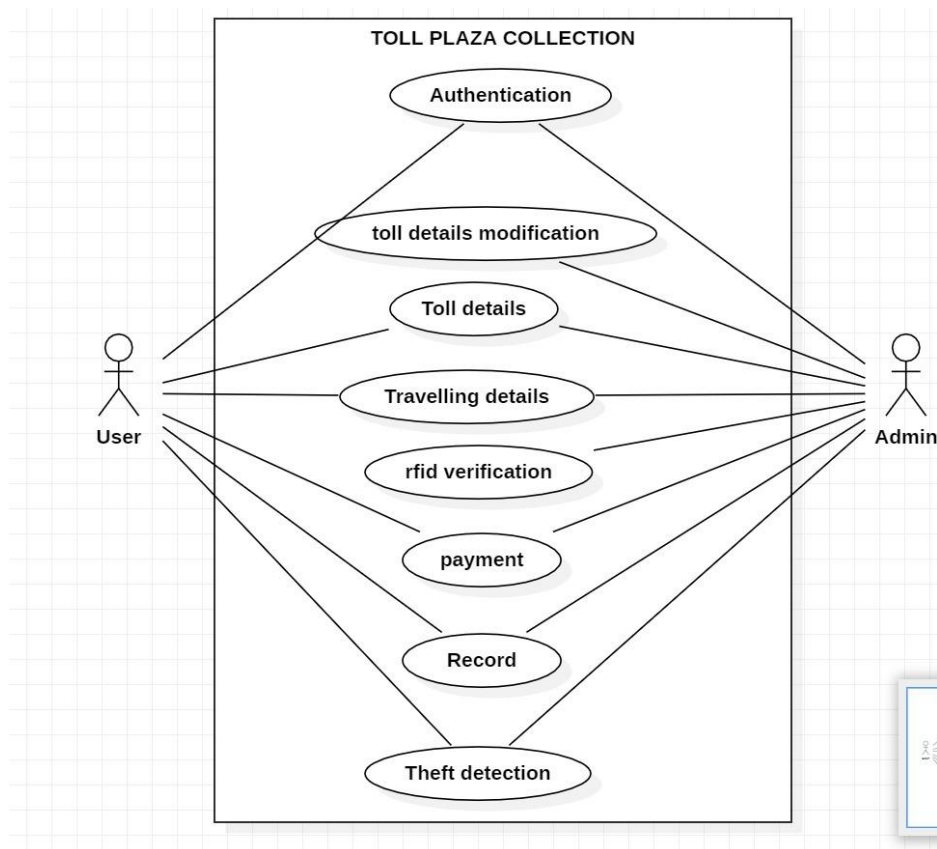 TOLL PLAZA COLLECTION
Authentication
toll details modification
Toll details
Travelling details
rfid verification
User
Admin
payment
Record
Theft detection